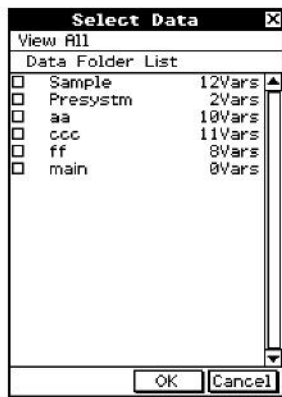 Select Data
View All
Data Folder List
Sample 12Vars
Presystm 2Vars
aa 10Vars
ccc 11Vars
ff 8Vars
main 0Vars
OK Cancel